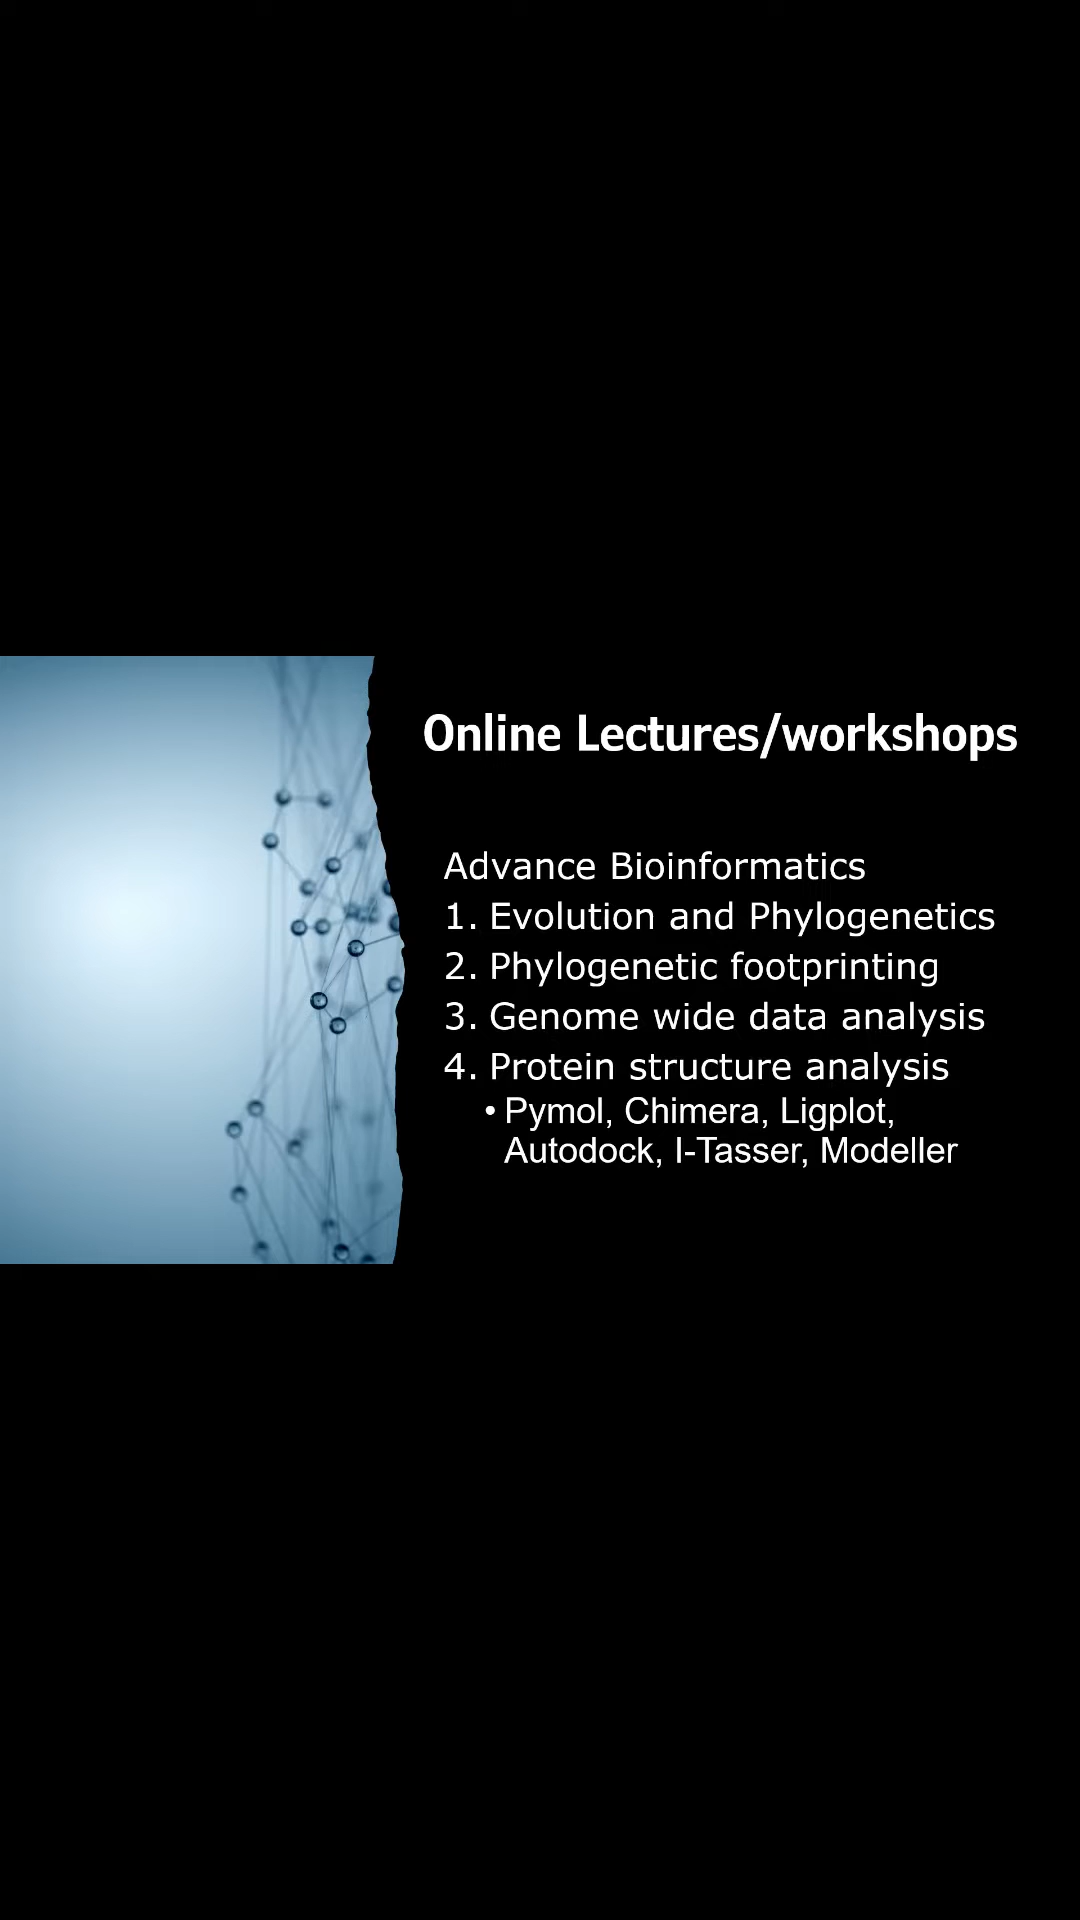 Online Lectures/workshops
Advance Bioinformatics
1. Evolution and Phylogenetics
2. Phylogenetic footprinting
3. Genome wide data analysis
4. Protein structure analysis
• Pymol, Chimera, Ligplot,
Autodock, I-Tasser, Modeller